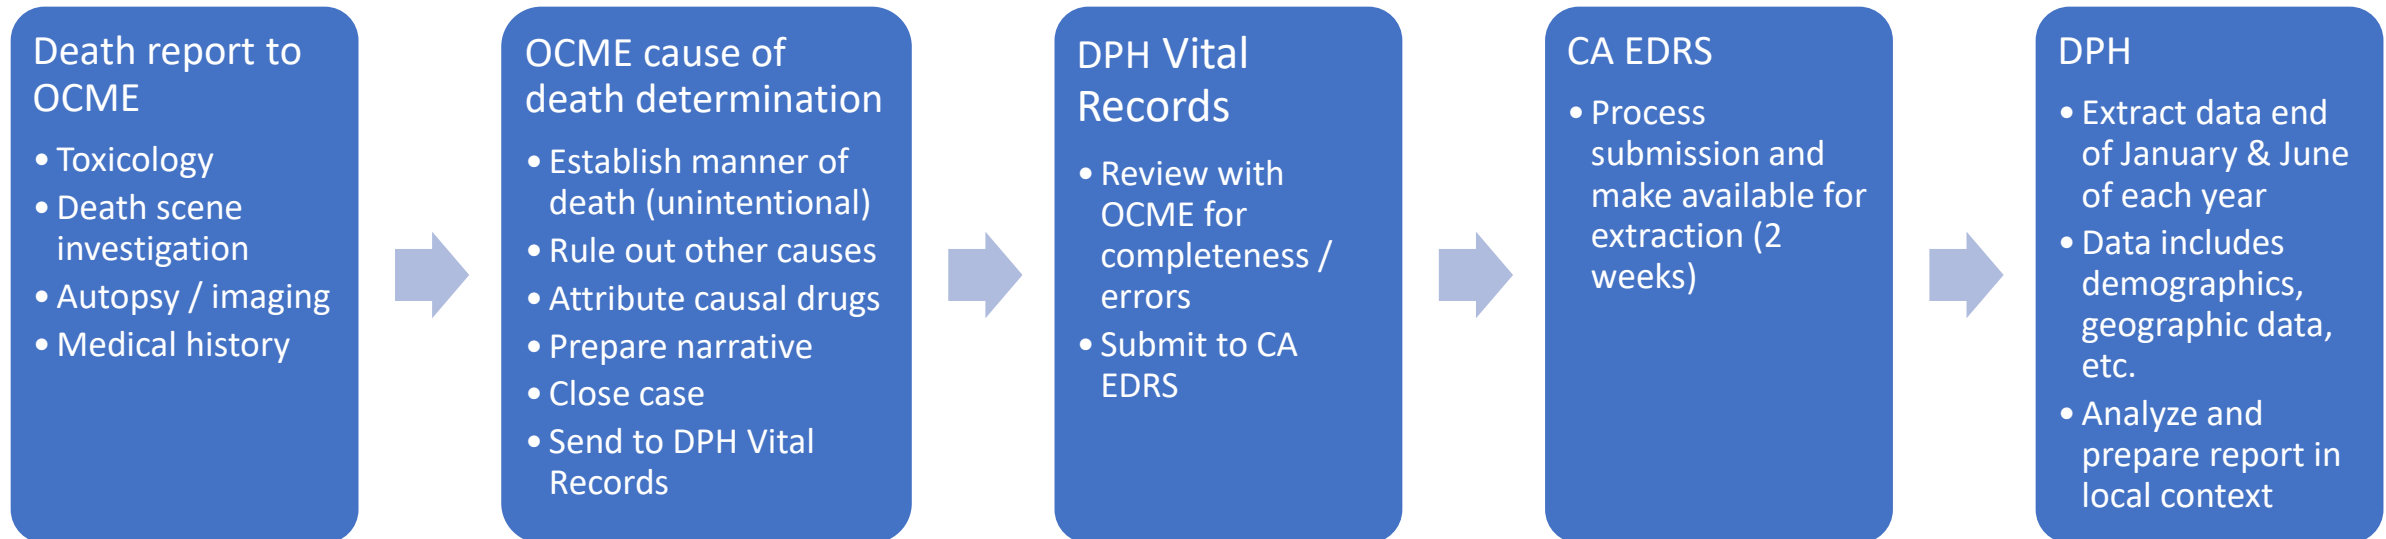 Death report to
OCME
• Toxicology
• Death scene
investigation
• Autopsy / imaging
• Medical history
OCME cause of
death determination
• Establish manner of
death (unintentional)
• Rule out other causes
• Attribute causal drugs
• Prepare narrative
• Close case
• Send to DPH Vital
Records
DPH Vital
Records
• Review with
OCME for
completeness /
errors
• Submit to CA
EDRS
CA EDRS
• Process
submission and
make available for
extraction (2
weeks)
DPH
• Extract data end
of January & June
of each year
• Data includes
demographics,
geographic data,
etc.
• Analyze and
prepare report in
local context